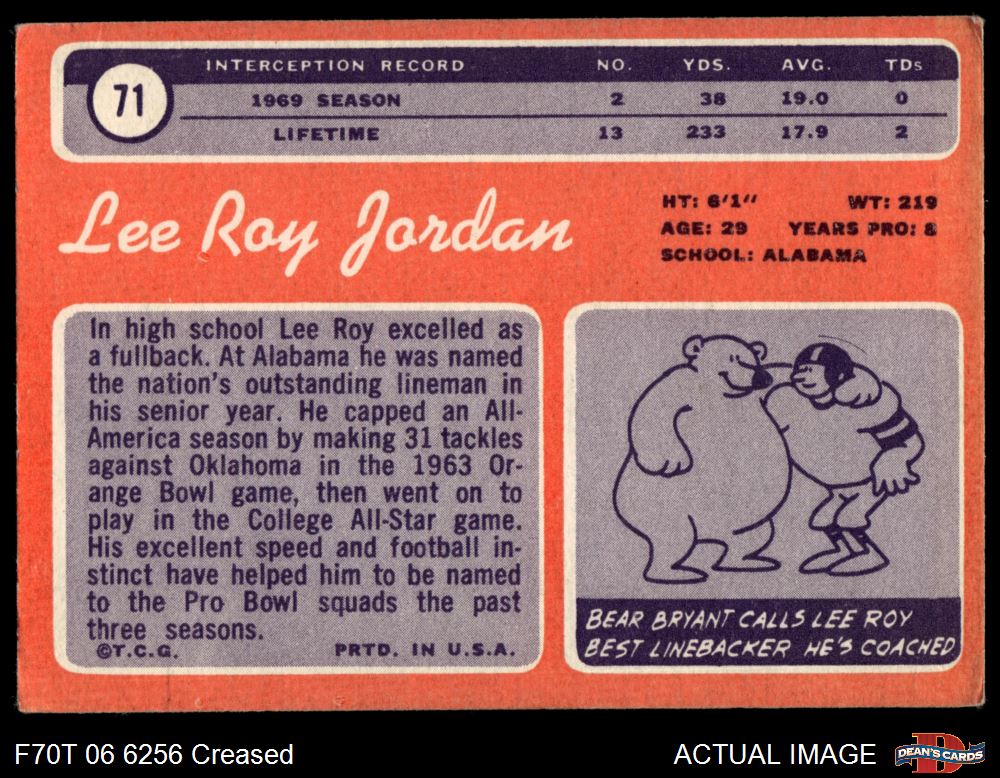 INTERCEPTION RECORD NO. YDS. AVG. TDs
71
1969 SEASON 2 38 19.0 0
LIFETIME 13 233 17.9 2
Lee Roy Jordan
HT: 6'1" WT: 219
AGE: 29 YEARS PRO: 8
SCHOOL: ALABAMA
In high school Lee Roy excelled as
a fullback. At Alabama he was named
the nation's outstanding lineman in
his senior year. He capped an All-
America season by making 31 tackles
against Oklahoma in the 1963 Or-
ange Bowl game, then went on to
play in the College All-Star game.
His excellent speed and football in-
stinct have helped him to be named
to the Pro Bowl squads the past
three seasons.
©T.C.G. PRTD. IN U.S.A.
BEAR BRYANT CALLS LEE ROY
BEST LINEBACKER HE'S COACHED
F70T 06 6256 Creased
ACTUAL IMAGE
DEAN'S CARDS